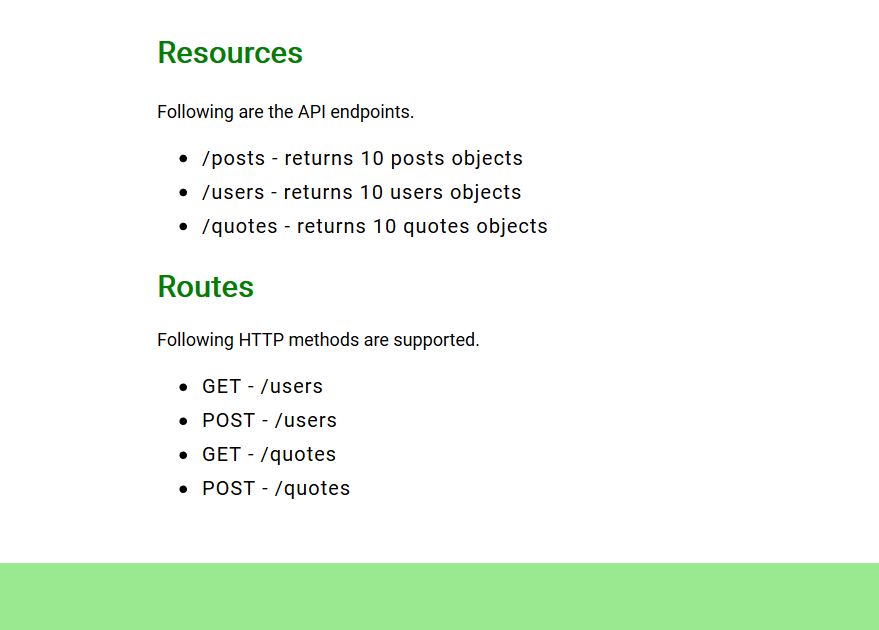 Resources
Following are the API endpoints.
/posts - returns 10 posts objects
/users - returns 10 users objects
/quotes - returns 10 quotes objects
Routes
Following HTTP methods are supported.
GET - /users
POST - /users
GET - /quotes
POST - /quotes